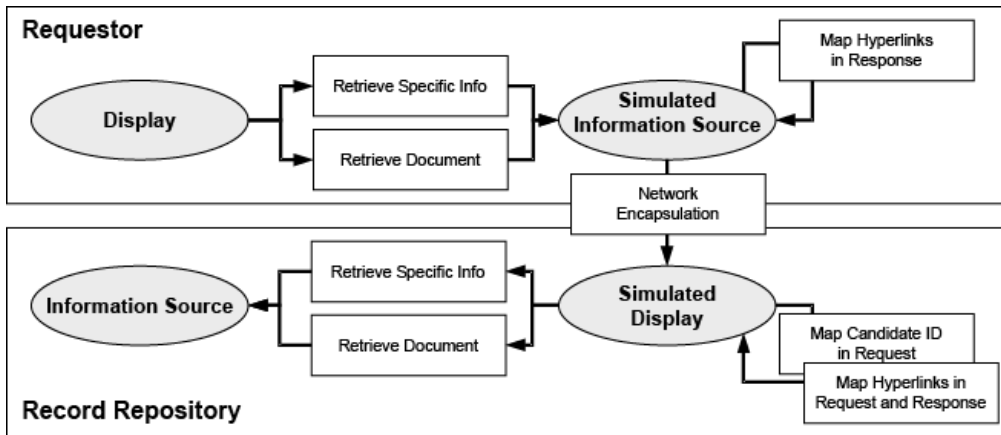 Requestor
Display
Retrieve Specific Info
Retrieve Document
Simulated
Information Source
Map Hyperlinks
in Response
Network
Encapsulation
Information Source
Retrieve Specific Info
Retrieve Document
Simulated
Display
Map Candidate ID
in Request
Map Hyperlinks in
Request and Response
Record Repository